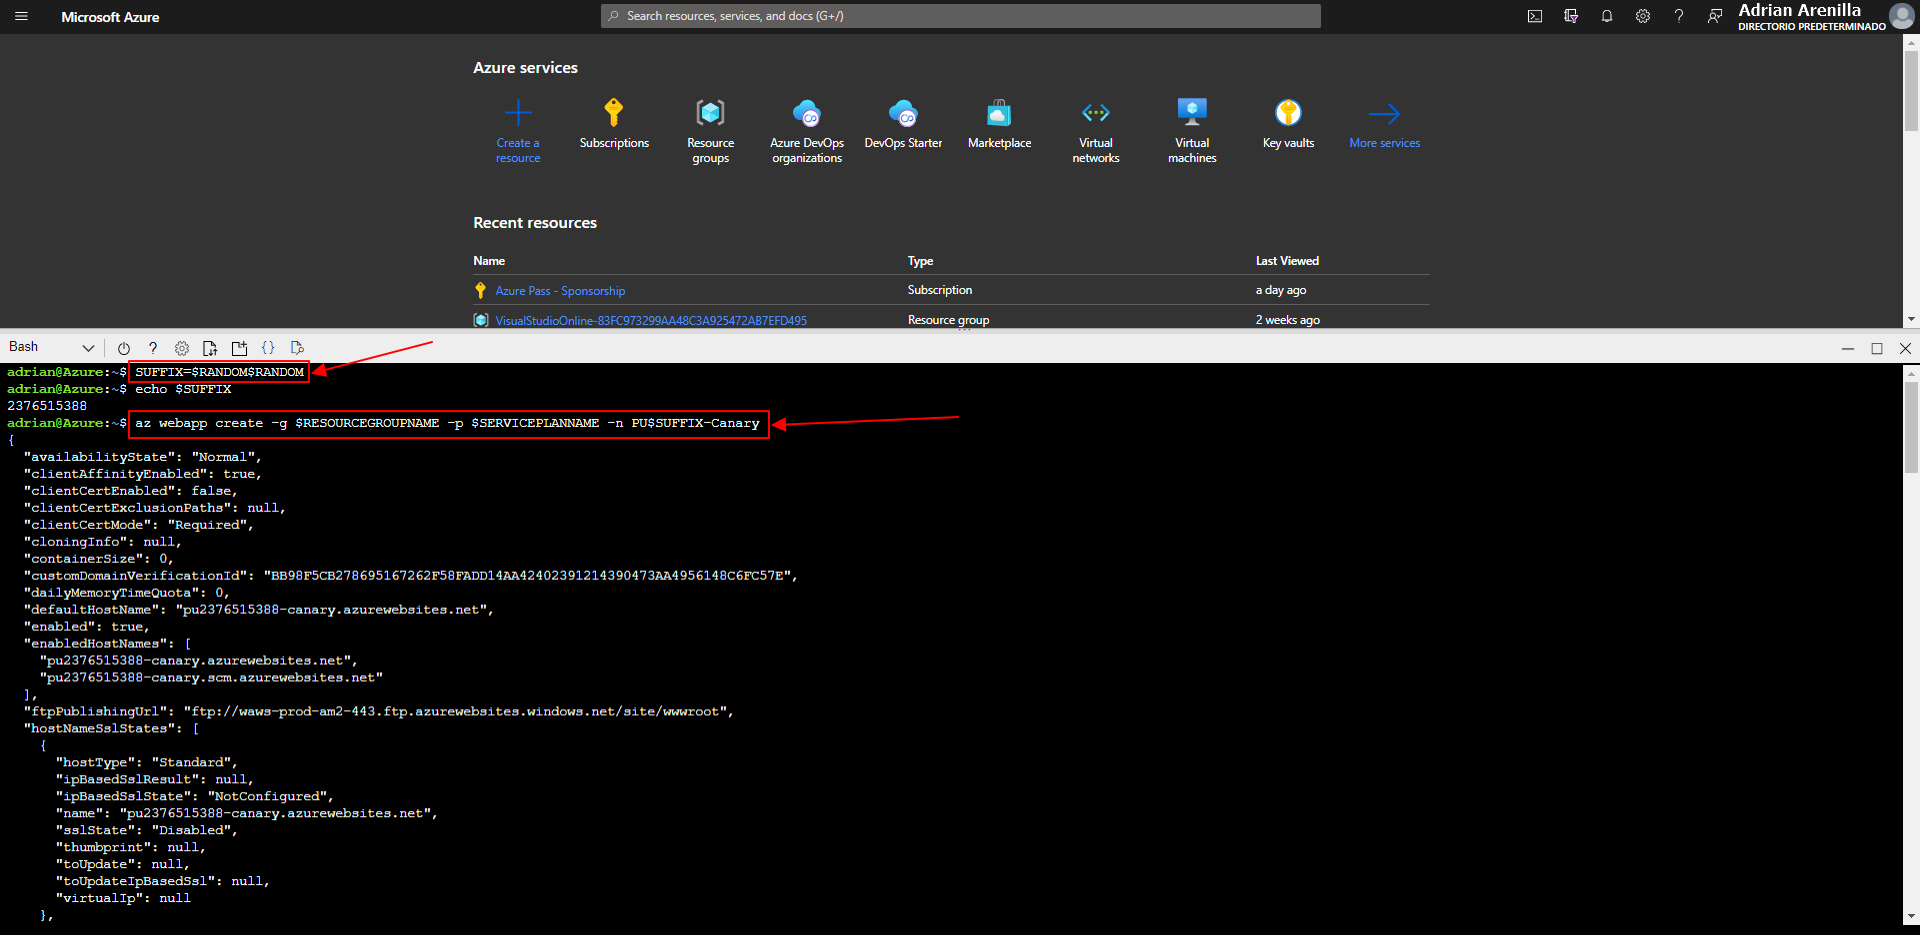 Microsoft Azure
Search resources, services, and docs (G+/)
Adrian Arenilla
DIRECTORIO PREDETERMINADO
Azure services
Create a resource
Subscriptions
Resource groups
Azure DevOps organizations
DevOps Starter
Marketplace
Virtual networks
Virtual machines
Key vaults
More services
Recent resources
Name Type Last Viewed
Azure Pass - Sponsorship Subscription a day ago
VisualStudioOnline-83FC973299AA48C3A925472AB7EFD495 Resource group 2 weeks ago
Bash
adrian@Azure:~$ SUFFIX=$RANDOM$RANDOM
adrian@Azure:~$ echo $SUFFIX
2376515388
adrian@Azure:~$ az webapp create -g $RESOURCEGROUPNAME -p $SERVICEPLANNAME -n PU$SUFFIX-Canary
{
"availabilityState": "Normal",
"clientAffinityEnabled": true,
"clientCertEnabled": false,
"clientCertExclusionPaths": null,
"clientCertMode": "Required",
"cloningInfo": null,
"containerSize": 0,
"customDomainVerificationId": "BB98F5CB278695167262F58FADD14AA42402391214390473AA4956148C6FC57E",
"dailyMemoryTimeQuota": 0,
"defaultHostName": "pu2376515388-canary.azurewebsites.net",
"enabled": true,
"enabledHostNames": [
"pu2376515388-canary.azurewebsites.net",
"pu2376515388-canary.scm.azurewebsites.net"
],
"ftpPublishingUrl": "ftp://waws-prod-am2-443.ftp.azurewebsites.windows.net/site/wwwroot",
"hostNameSslStates": [
{
"hostType": "Standard",
"ipBasedSslResult": null,
"ipBasedSslState": "NotConfigured",
"name": "pu2376515388-canary.azurewebsites.net",
"sslState": "Disabled",
"thumbprint": null,
"toUpdate": null,
"toUpdateIpBasedSsl": null,
"virtualIp": null
},